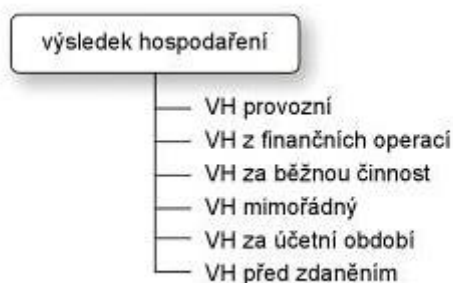 výsledek hospodaření
VH provozní
VH z finančních operací
VH za běžnou činnost
VH mimořádný
VH za účetní období
VH před zdaněním